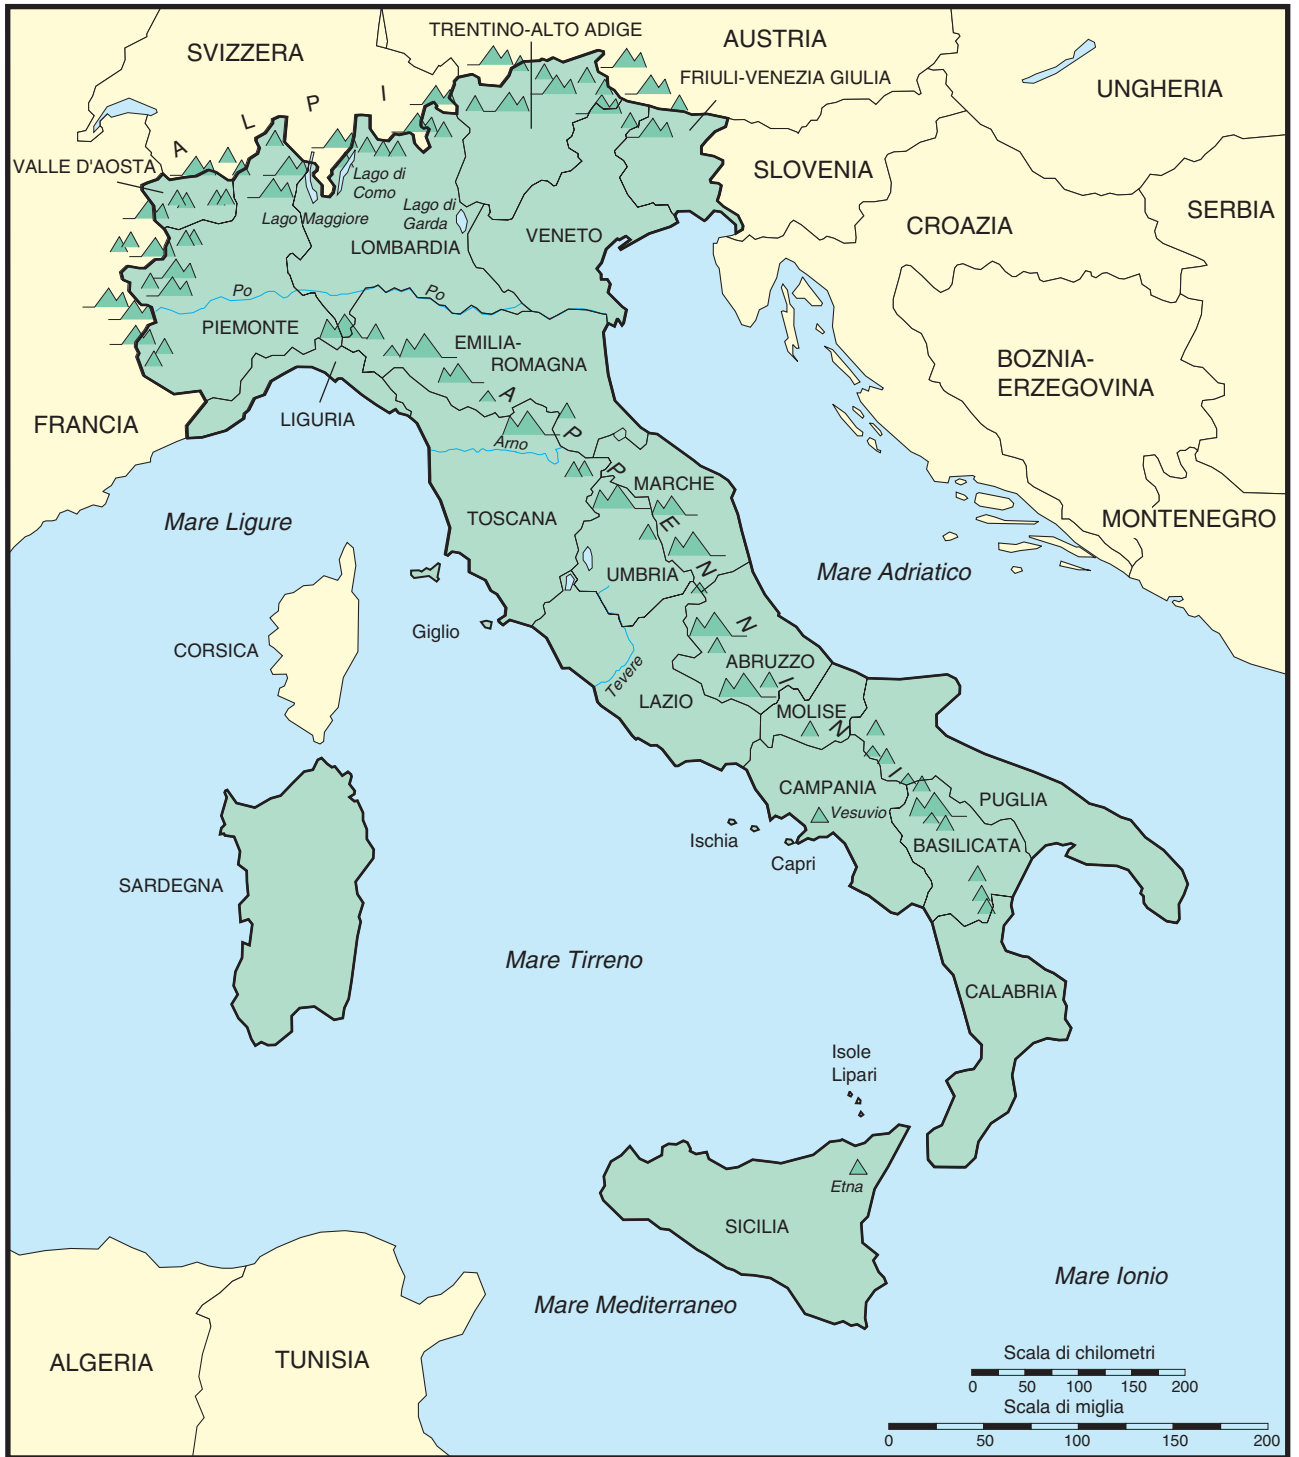 TRENTINO-ALTO ADIGE
AUSTRIA
SVIZZERA
FRIULI-VENEZIA GIULIA
UNGHERIA
ALPI
VALLE D'AOSTA
SLOVENIA
Lago di
Como
Lago Maggiore
Lago di
Garda
SERBIA
CROAZIA
VENETO
LOMBARDIA
Po
Po
PIEMONTE
EMILIA-
ROMAGNA
BOZNIA-
ERZEGOVINA
FRANCIA
LIGURIA
APPENNINI
Arno
MARCHE
Mare Ligure
TOSCANA
MONTENEGRO
UMBRIA
Mare Adriatico
Giglio
CORSICA
ABRUZZO
Tevere
LAZIO
MOLISE
CAMPANIA
PUGLIA
Vesuvio
Ischia
BASILICATA
Capri
SARDEGNA
Mare Tirreno
CALABRIA
Isole
Lipari
Etna
SICILIA
Mare Ionio
Mare Mediterraneo
ALGERIA
TUNISIA
Scala di chilometri
0 50 100 150 200
Scala di miglia
0 50 100 150 200